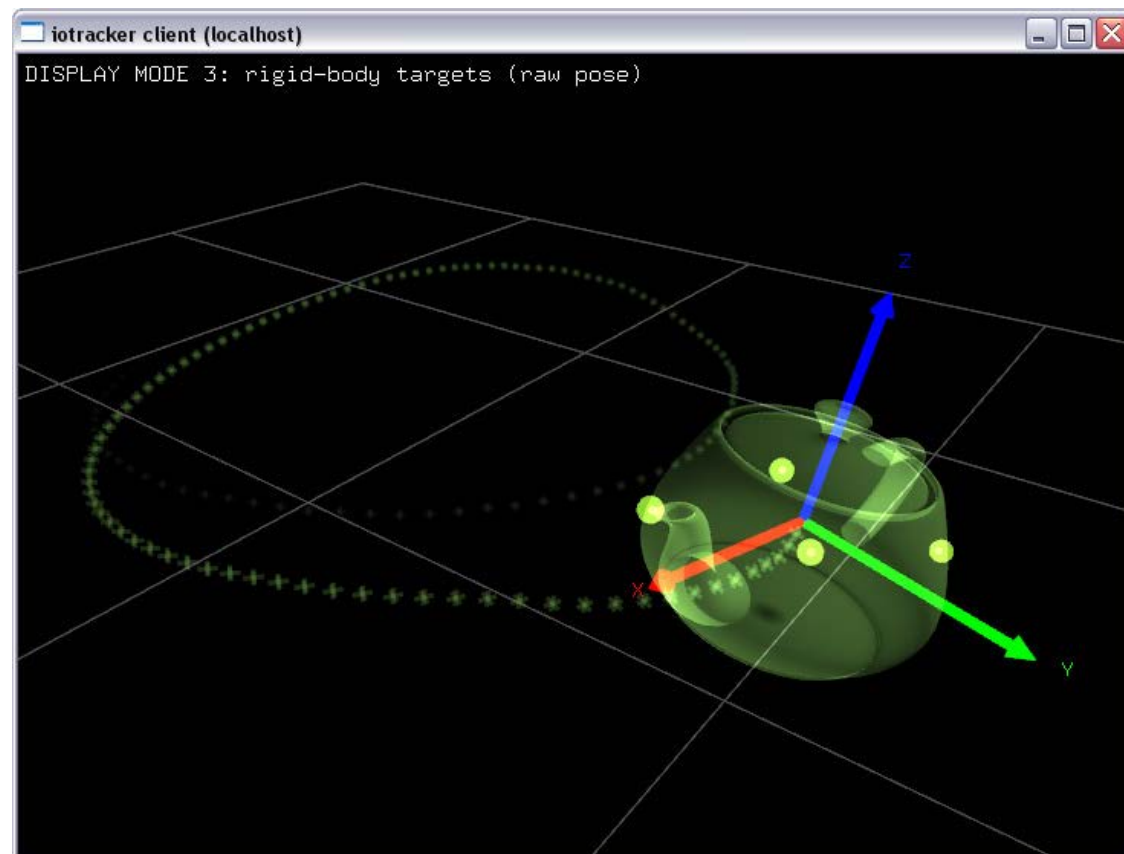 iotracker client (localhost)
DISPLAY MODE 3: rigid-body targets (raw pose)
Z
X
Y